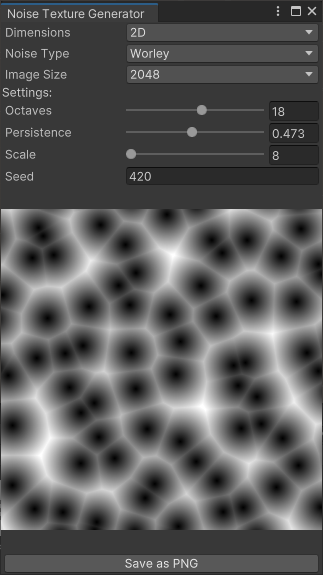 Noise Texture Generator
Dimensions 2D
Noise Type Worley
Image Size 2048
Settings:
Octaves 18
Persistence 0.473
Scale 8
Seed 420
Save as PNG